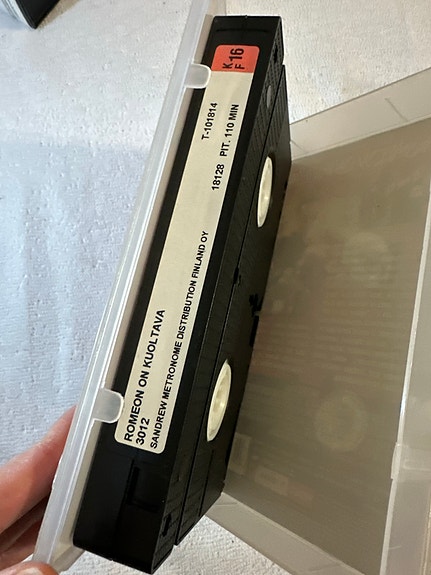 ROMEON ON KUOLTAVA
3012
SANDREW METRONOME DISTRIBUTION FINLAND OY
T-101814
18128 PIT. 110 MIN
K 16
F